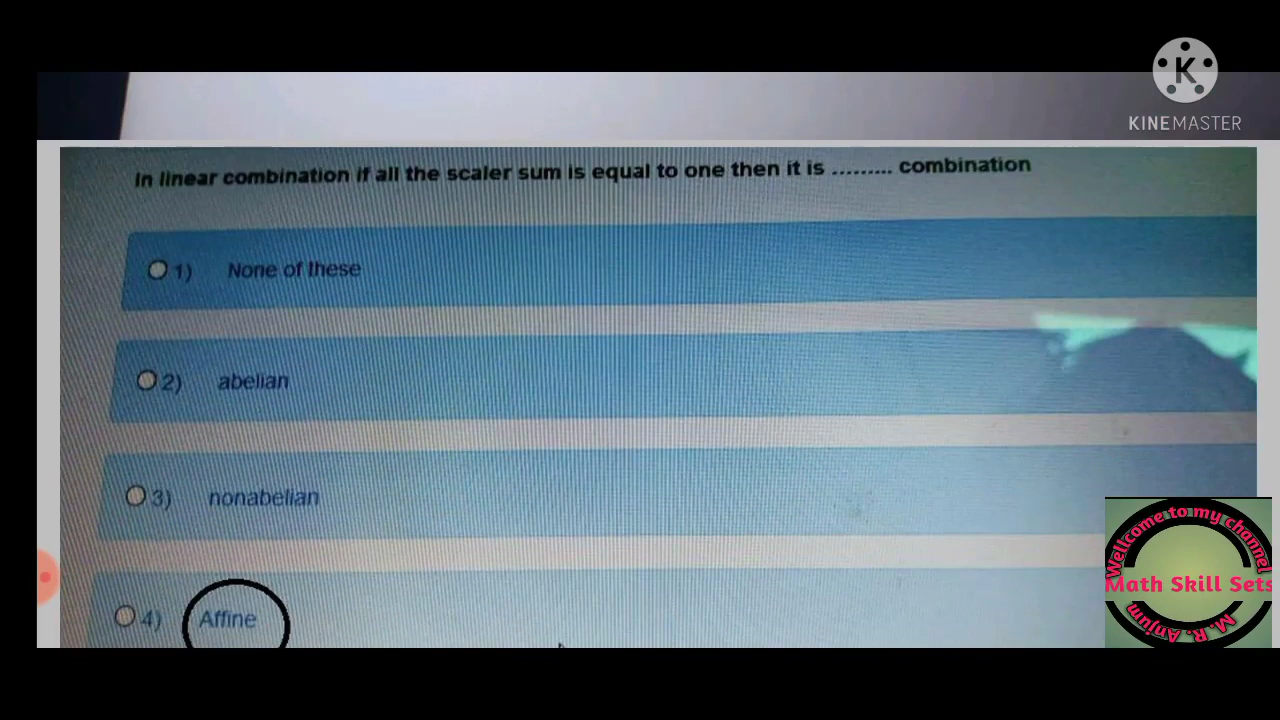 KINEMASTER
In linear combination if all the scaler sum is equal to one then it is ......... combination
1) None of these
2) abelian
3) nonabelian
4) Affine
Wellcome to my channel
Math Skill Sets
M. R. Anjum